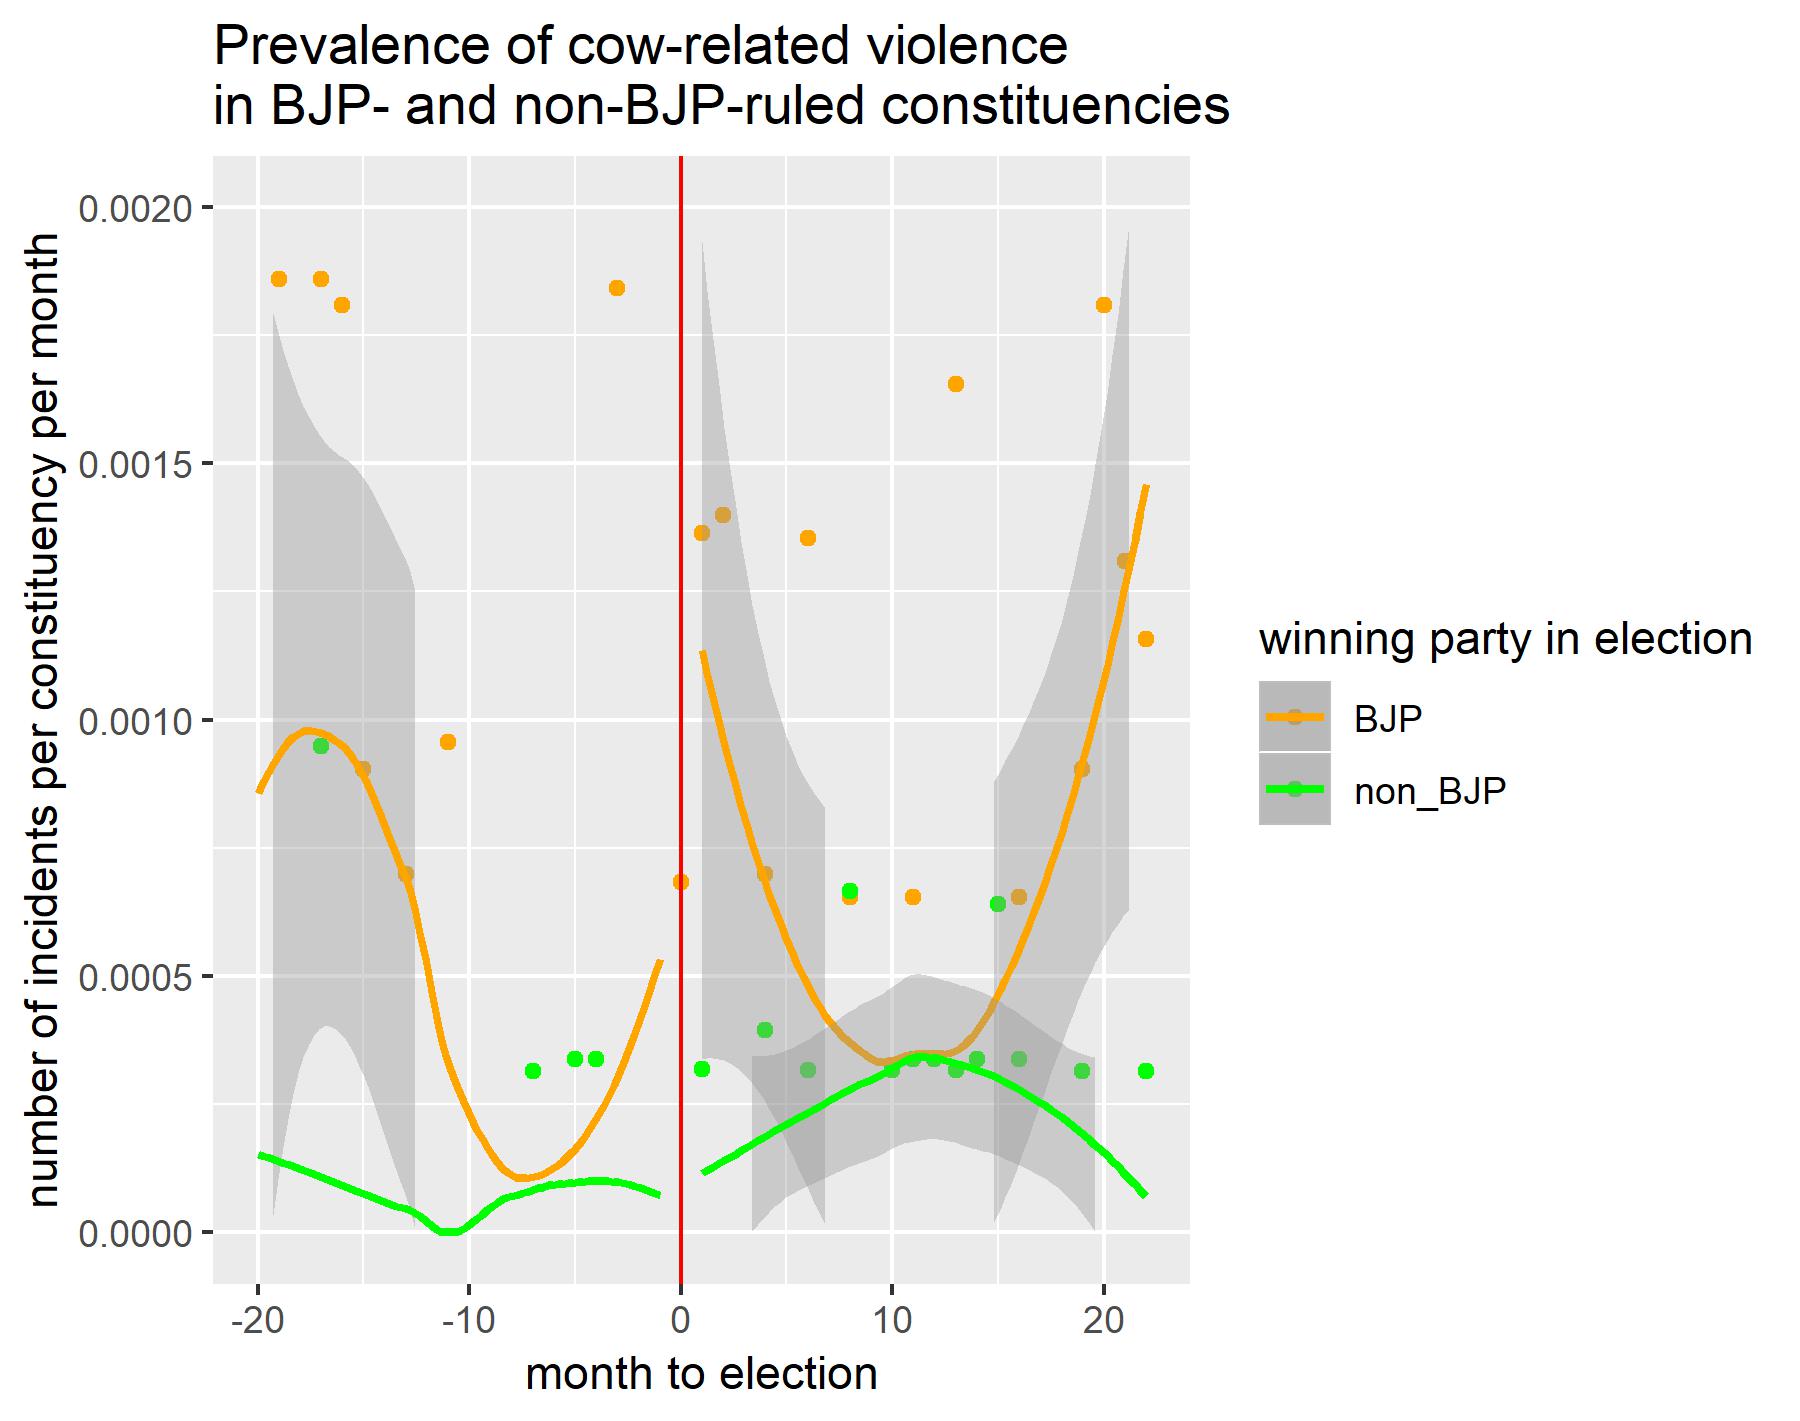 Prevalence of cow-related violence
in BJP- and non-BJP-ruled constituencies
number of incidents per constituency per month
0.0020
0.0015
0.0010
0.0005
0.0000
-20
-10
0
10
20
month to election
winning party in election
BJP
non_BJP